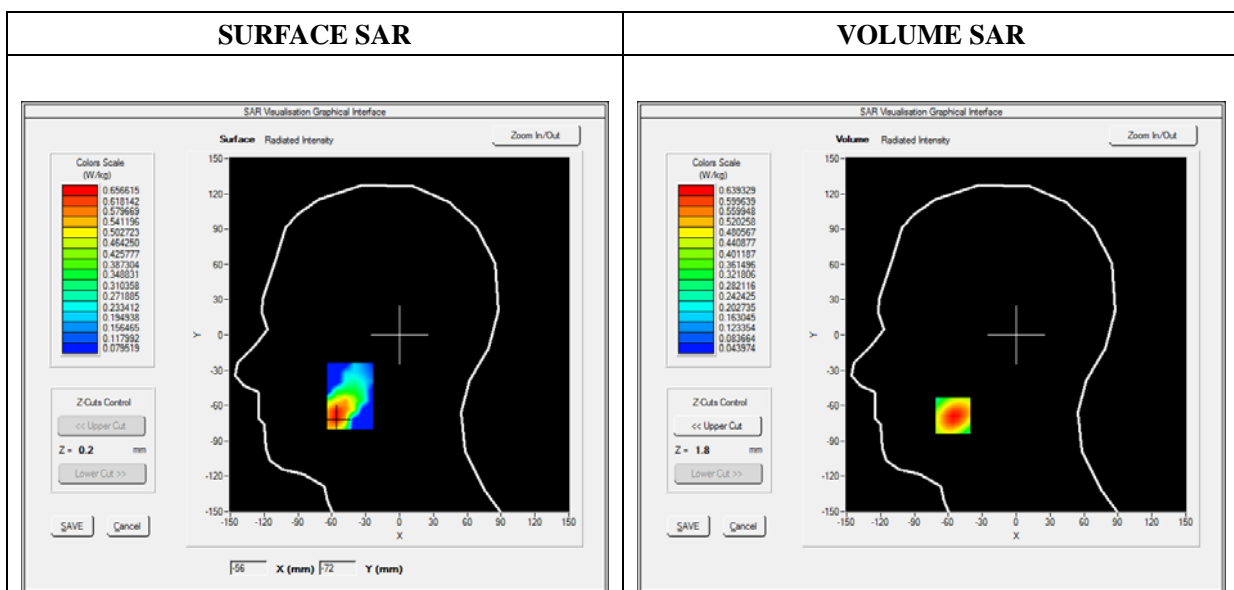 SURFACE SAR
SAR Visualisation Graphical Interface
Surface Radiated Intensity
Zoom In/Out
Colors Scale
(W/kg)
0.656615
0.618142
0.579669
0.541196
0.502723
0.464250
0.425777
0.387304
0.348831
0.310358
0.271885
0.233412
0.194938
0.156465
0.117992
0.079519
150
120
90
60
30
0
-30
-60
-90
-120
-150
Y
-150 -120 -90 -60 -30 0 30 60 90 120 150
X
Z-Cuts Control
<< Upper Cut
Z = 0.2 mm
Lower Cut >>
SAVE Cancel
-56 X (mm) -72 Y (mm)
VOLUME SAR
SAR Visualisation Graphical Interface
Volume Radiated Intensity
Zoom In/Out
Colors Scale
(W/kg)
0.639329
0.599639
0.559948
0.520258
0.480567
0.440877
0.401187
0.361496
0.321806
0.282116
0.242425
0.202735
0.163045
0.123354
0.083664
0.043974
150
120
90
60
30
0
-30
-60
-90
-120
-150
Y
-150 -120 -90 -60 -30 0 30 60 90 120 150
X
Z-Cuts Control
<< Upper Cut
Z = 1.8 mm
Lower Cut >>
SAVE Cancel